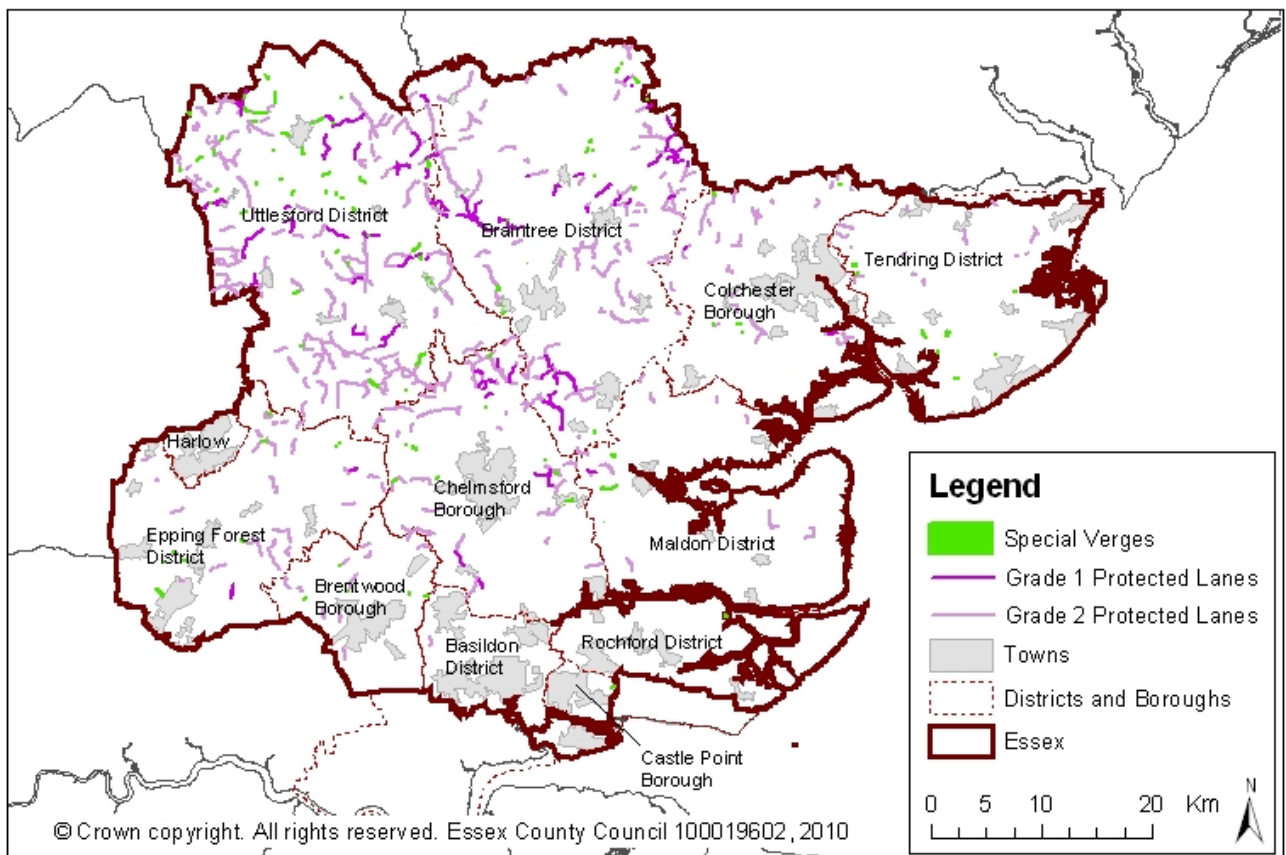 Uttlesford District
Braintree District
Tendring District
Colchester
Borough
Harlow
Chelmsford
Borough
Epping Forest
District
Maldon District
Brentwood
Borough
Basildon
District
Rochford District
Castle Point
Borough
Legend
Special Verges
Grade 1 Protected Lanes
Grade 2 Protected Lanes
Towns
Districts and Boroughs
Essex
0 5 10 20 Km
N
© Crown copyright. All rights reserved. Essex County Council 100019602, 2010